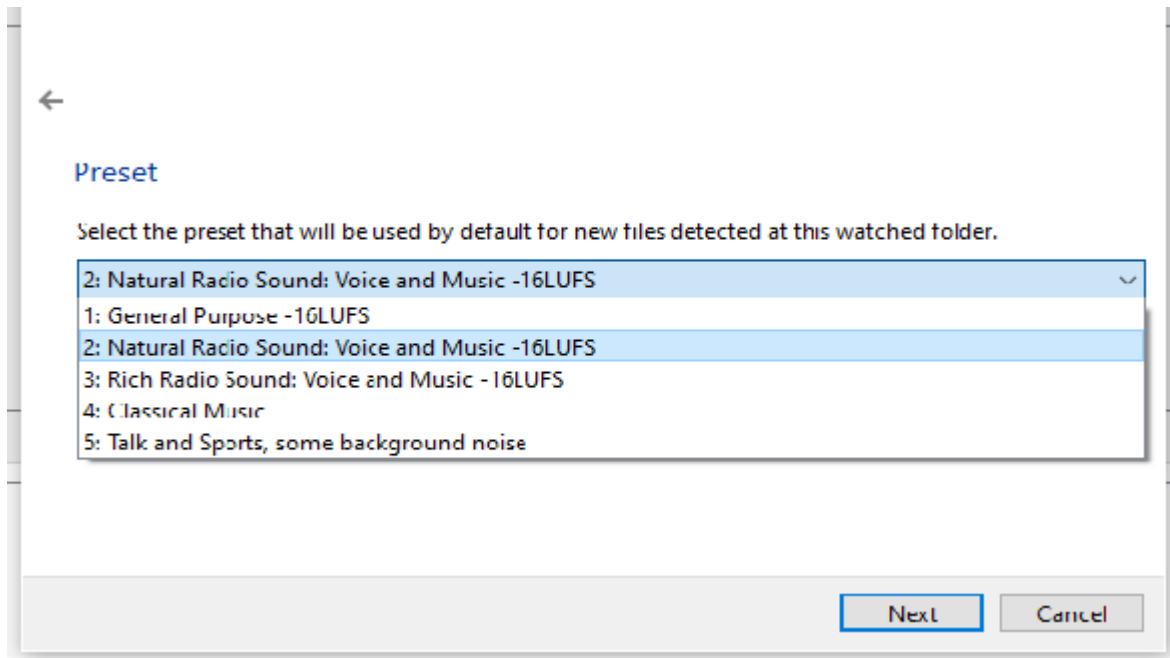 Preset
Select the preset that will be used by default for new files detected at this watched folder.
2: Natural Radio Sound: Voice and Music -16LUFS
1: General Purpose -16LUFS
2: Natural Radio Sound: Voice and Music -16LUFS
3: Rich Radio Sound: Voice and Music -16LUFS
4: Classical Music
5: Talk and Sports, some background noise
Next
Cancel